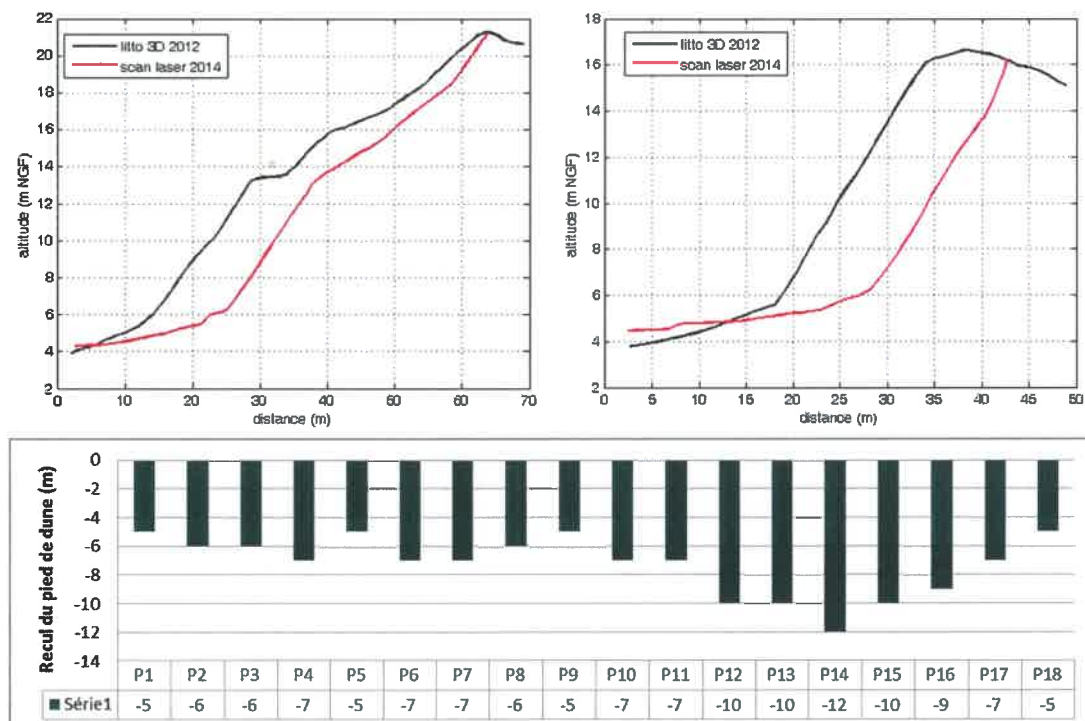 22
20
18
16
14
12
10
8
6
4
2
altitude (m NGF)
litto 3D 2012
scan laser 2014
0 10 20 30 40 50 60 70
distance (m)
18
16
14
12
10
8
6
4
2
altitude (m NGF)
litto 3D 2012
scan laser 2014
0 5 10 15 20 25 30 35 40 45 50
distance (m)
Recul du pied de dune (m)
0
-2
-4
-6
-8
-10
-12
-14
P1 P2 P3 P4 P5 P6 P7 P8 P9 P10 P11 P12 P13 P14 P15 P16 P17 P18
Série1 -5 -6 -6 -7 -5 -7 -7 -6 -5 -7 -7 -10 -10 -12 -10 -9 -7 -5